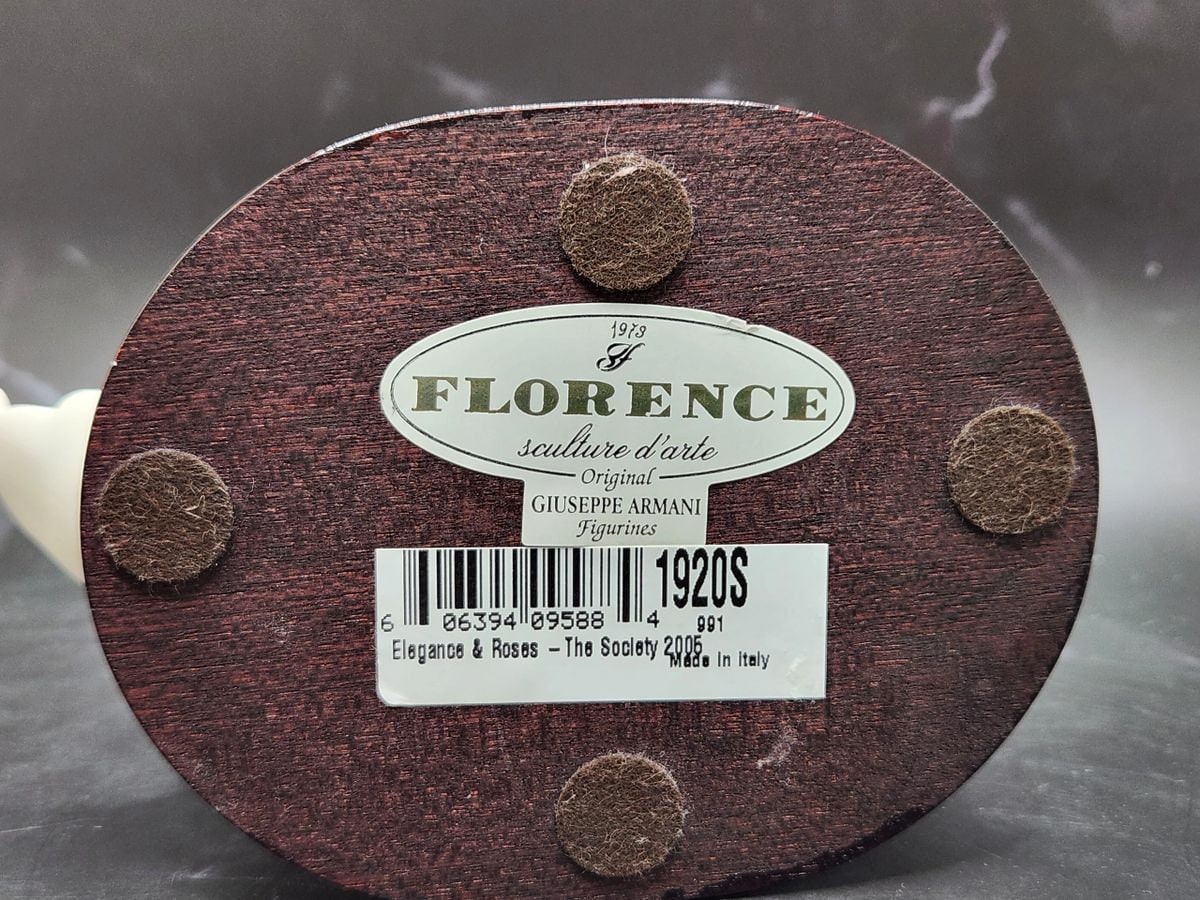 1973
FLORENCE
sculture d'arte
Original
GIUSEPPE ARMANI
Figurines
1920S
6 06394 09588 4 991
Elegance & Roses – The Society 2005
Made in Italy